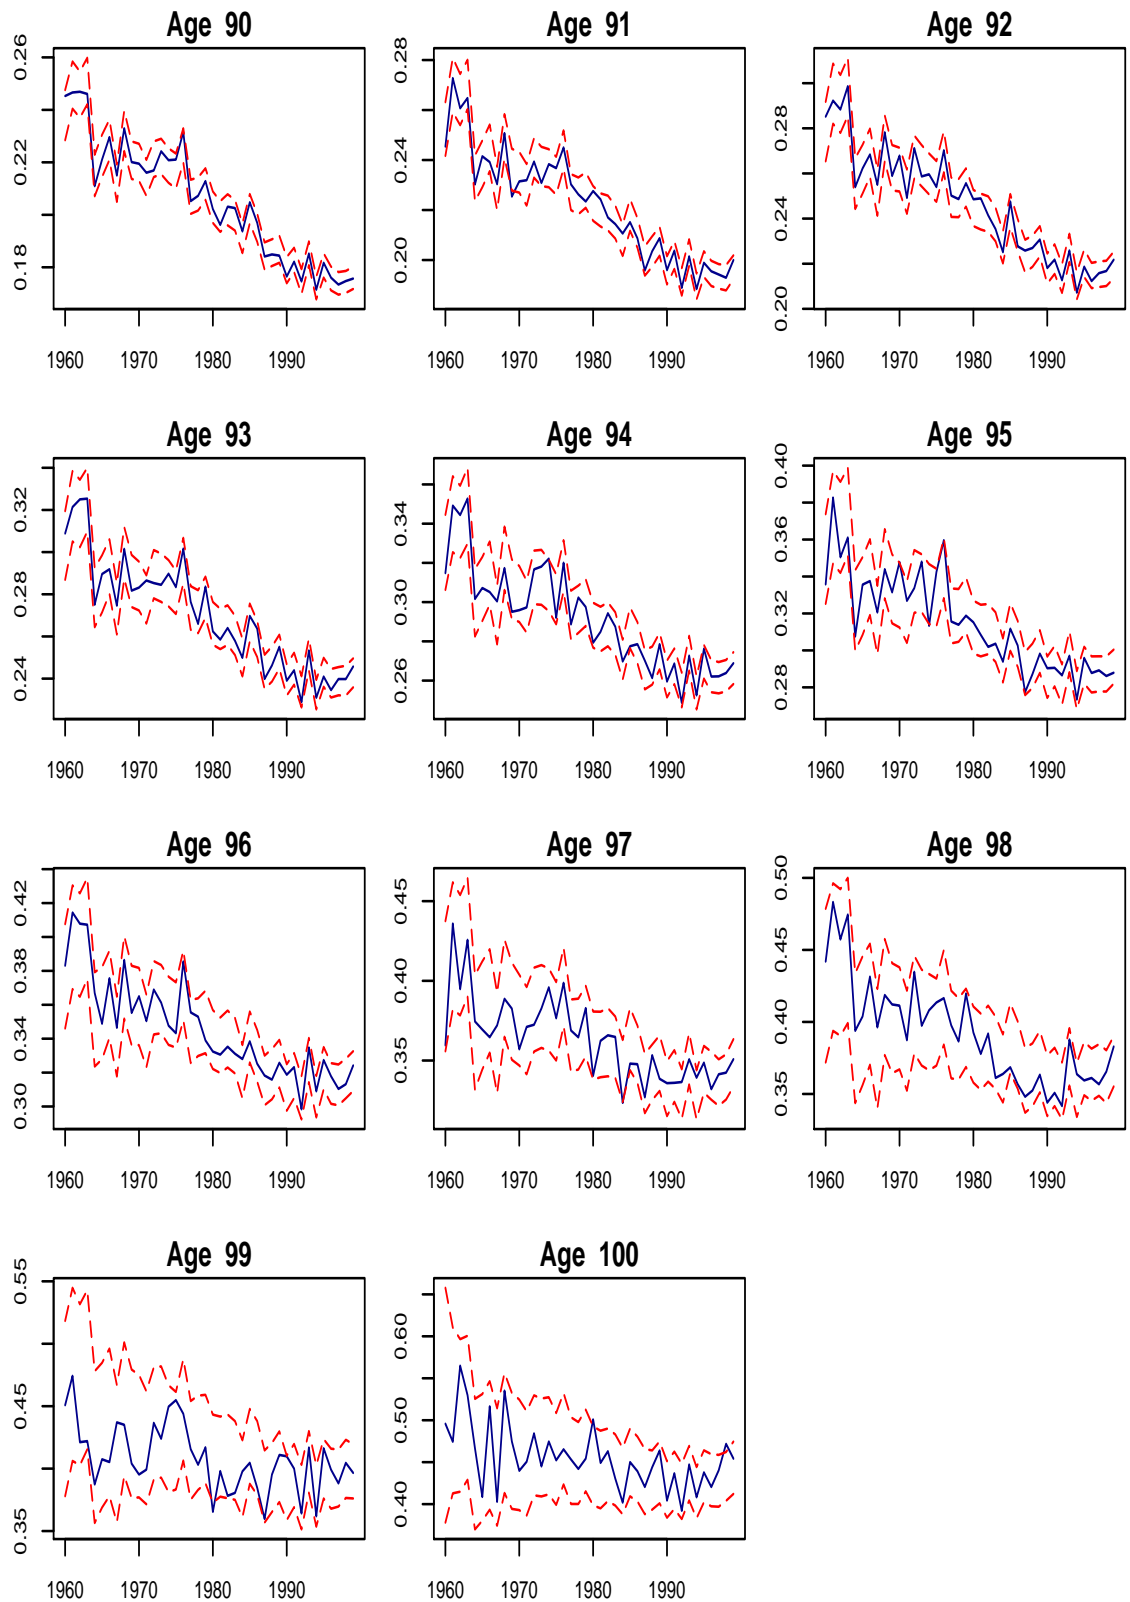 Age 90
0.18 0.22 0.26
1960 1970 1980 1990
Age 91
0.20 0.24 0.28
1960 1970 1980 1990
Age 92
0.20 0.24 0.28
1960 1970 1980 1990
Age 93
0.24 0.28 0.32
1960 1970 1980 1990
Age 94
0.26 0.30 0.34
1960 1970 1980 1990
Age 95
0.28 0.32 0.36 0.40
1960 1970 1980 1990
Age 96
0.30 0.34 0.38 0.42
1960 1970 1980 1990
Age 97
0.35 0.40 0.45
1960 1970 1980 1990
Age 98
0.35 0.40 0.45 0.50
1960 1970 1980 1990
Age 99
0.35 0.45 0.55
1960 1970 1980 1990
Age 100
0.40 0.50 0.60
1960 1970 1980 1990